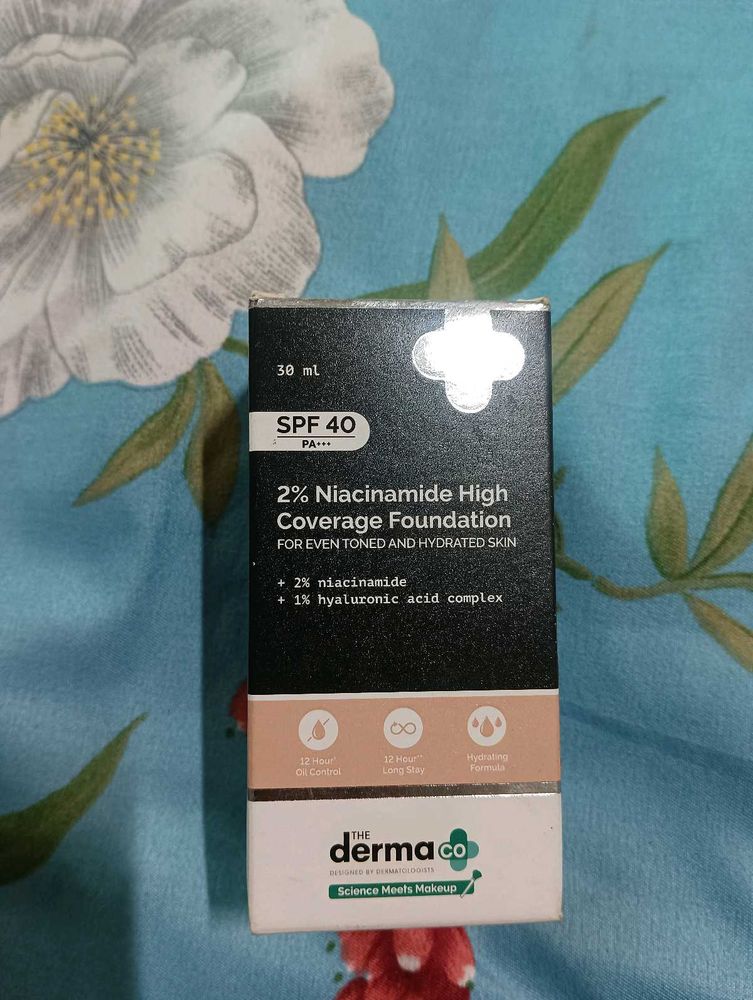 30 ml
SPF 40
PA+++
2% Niacinamide High
Coverage Foundation
FOR EVEN TONED AND HYDRATED SKIN
+ 2% niacinamide
+ 1% hyaluronic acid complex
12 Hour*
Oil Control
12 Hour**
Long Stay
Hydrating
Formula
THE
derma co
DESIGNED BY DERMATOLOGISTS
Science Meets Makeup